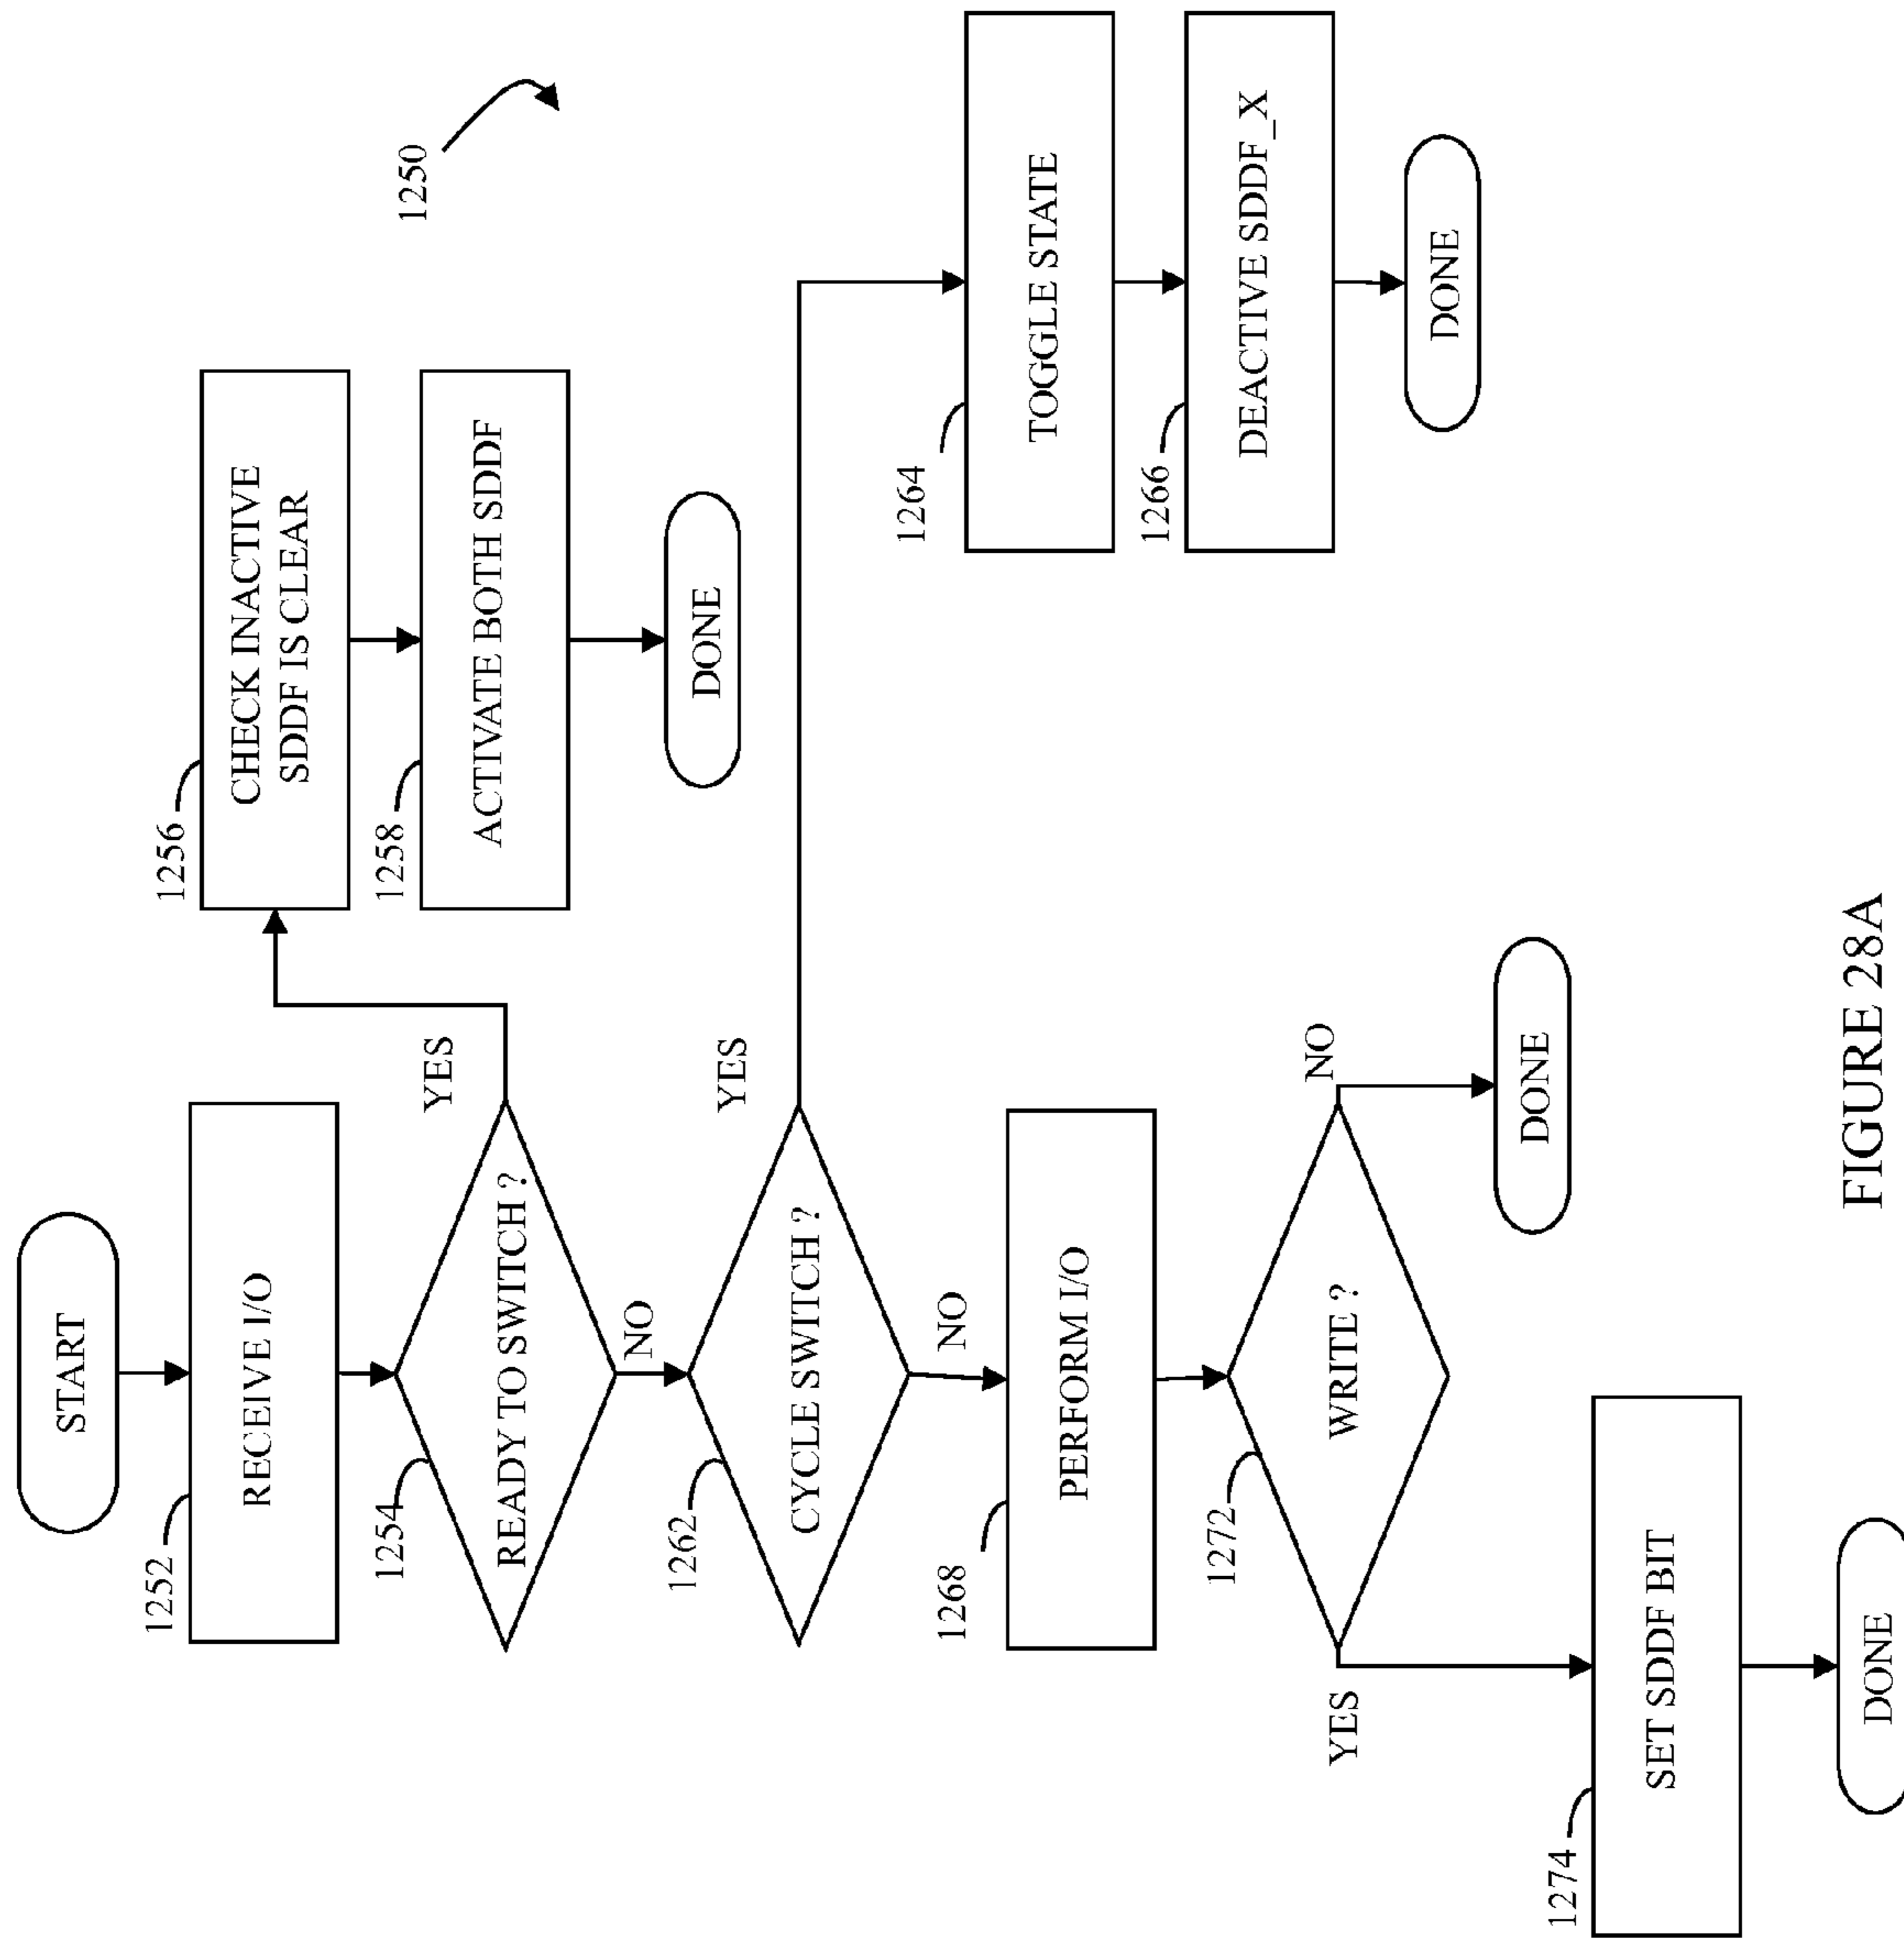 1250
START
1252
RECEIVE I/O
1254
READY TO SWITCH ?
YES
NO
1256
CHECK INACTIVE
SDDF IS CLEAR
1258
ACTIVATE BOTH SDDF
DONE
1262
CYCLE SWITCH ?
YES
NO
1264
TOGGLE STATE
1266
DEACTIVE SDDF_X
DONE
1268
PERFORM I/O
1272
WRITE ?
NO
DONE
YES
1274
SET SDDF BIT
DONE
FIGURE 28A